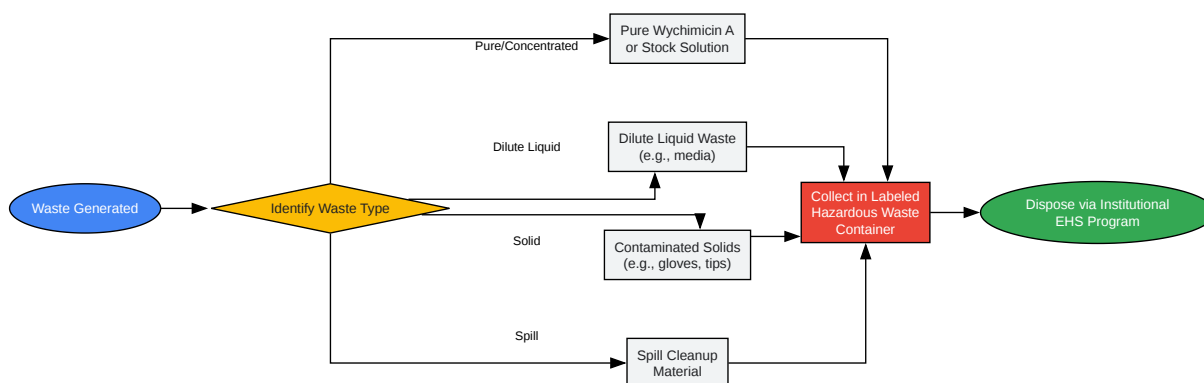 Pure/Concentrated
Pure Wychimicin A
or Stock Solution
Dilute Liquid
Dilute Liquid Waste
(e.g., media)
Waste Generated
Identify Waste Type
Collect in Labeled
Hazardous Waste
Container
Dispose via Institutional
EHS Program
Solid
Contaminated Solids
(e.g., gloves, tips)
Spill
Spill Cleanup
Material